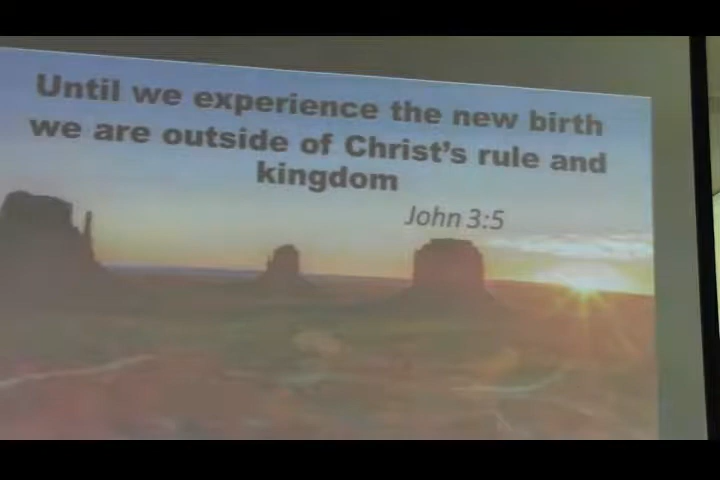 Until we experience the new birth
we are outside of Christ's rule and
kingdom
John 3:5